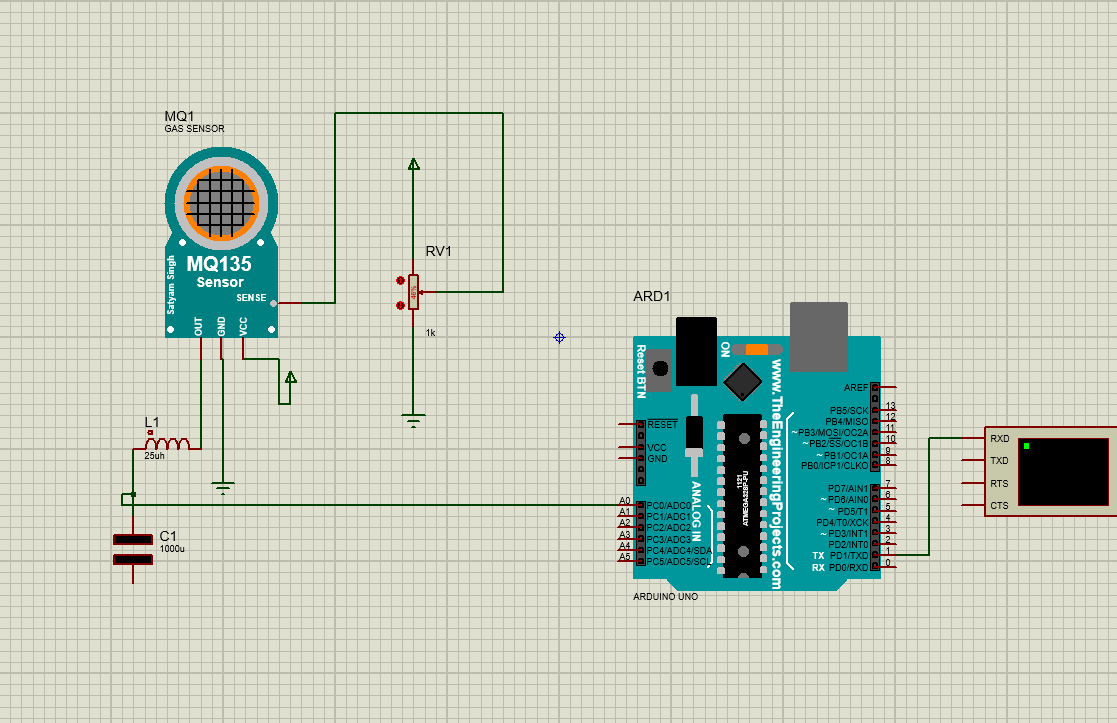 MQ1
GAS SENSOR
MQ135
Sensor
Satyam Singh
SENSE
OUT
GND
VCC
RV1
46%
1k
L1
25uh
C1
1000u
ARD1
Reset BTN
ON
www.TheEngineeringProjects.com
RESET
VCC
GND
ANALOG IN
1121
ATMEGA328P-PU
A0 PC0/ADC0
A1 PC1/ADC1
A2 PC2/ADC2
A3 PC3/ADC3
A4 PC4/ADC4/SDA
A5 PC5/ADC5/SCL
AREF
PB5/SCK 13
PB4/MISO 12
~PB3/MOSI/OC2A 11
~PB2/SS/OC1B 10
~PB1/OC1A 9
PB0/ICP1/CLKO 8
PD7/AIN1 7
~PD6/AIN0 6
~PD5/T1 5
PD4/T0/XCK 4
~PD3/INT1 3
PD2/INT0 2
TX PD1/TXD 1
RX PD0/RXD 0
ARDUINO UNO
RXD
TXD
RTS
CTS